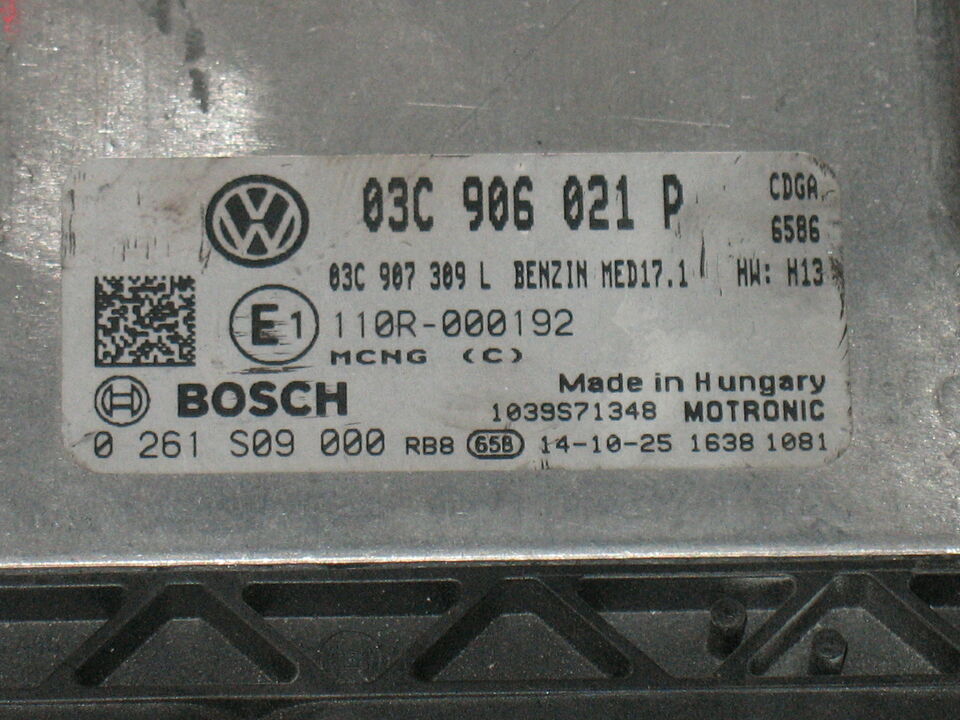 03C 906 021 P CDGA
6586
03C 907 309 L BENZIN MED17.1 HW: H13
E1 110R-000192
MCNG (C)
Made in Hungary
BOSCH 1039S71348 MOTRONIC
0 261 S09 000 RB8 65B 14-10-25 1638 1081